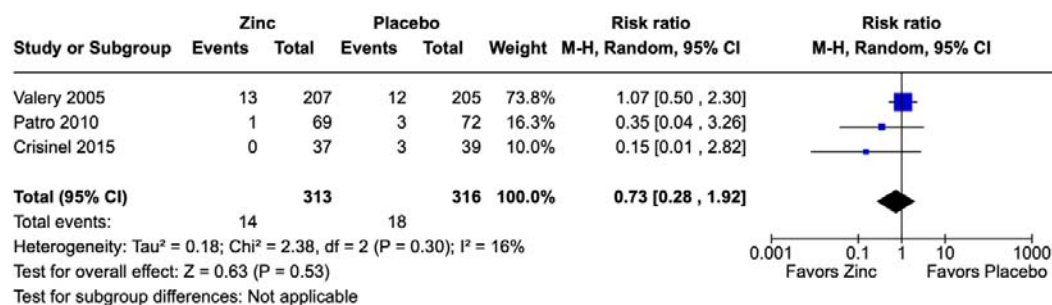 Zinc Placebo Risk ratio Risk ratio
Study or Subgroup Events Total Events Total Weight M-H, Random, 95% CI M-H, Random, 95% CI
Valery 2005 13 207 12 205 73.8% 1.07 [0.50 , 2.30]
Patro 2010 1 69 3 72 16.3% 0.35 [0.04 , 3.26]
Crisinel 2015 0 37 3 39 10.0% 0.15 [0.01 , 2.82]
Total (95% CI) 313 316 100.0% 0.73 [0.28 , 1.92]
Total events: 14 18
Heterogeneity: Tau² = 0.18; Chi² = 2.38, df = 2 (P = 0.30); I² = 16%
0.001 0.1 1 10 1000
Test for overall effect: Z = 0.63 (P = 0.53)
Favors Zinc Favors Placebo
Test for subgroup differences: Not applicable